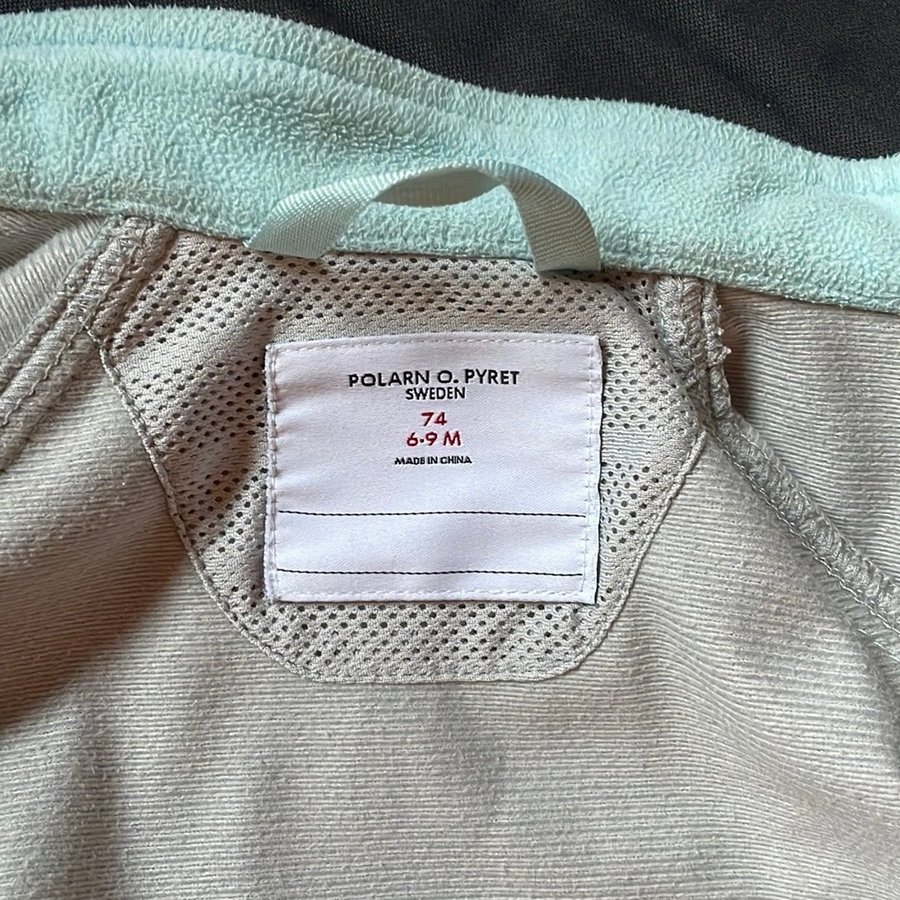 POLARN O. PYRET
SWEDEN
74
6-9 M
MADE IN CHINA